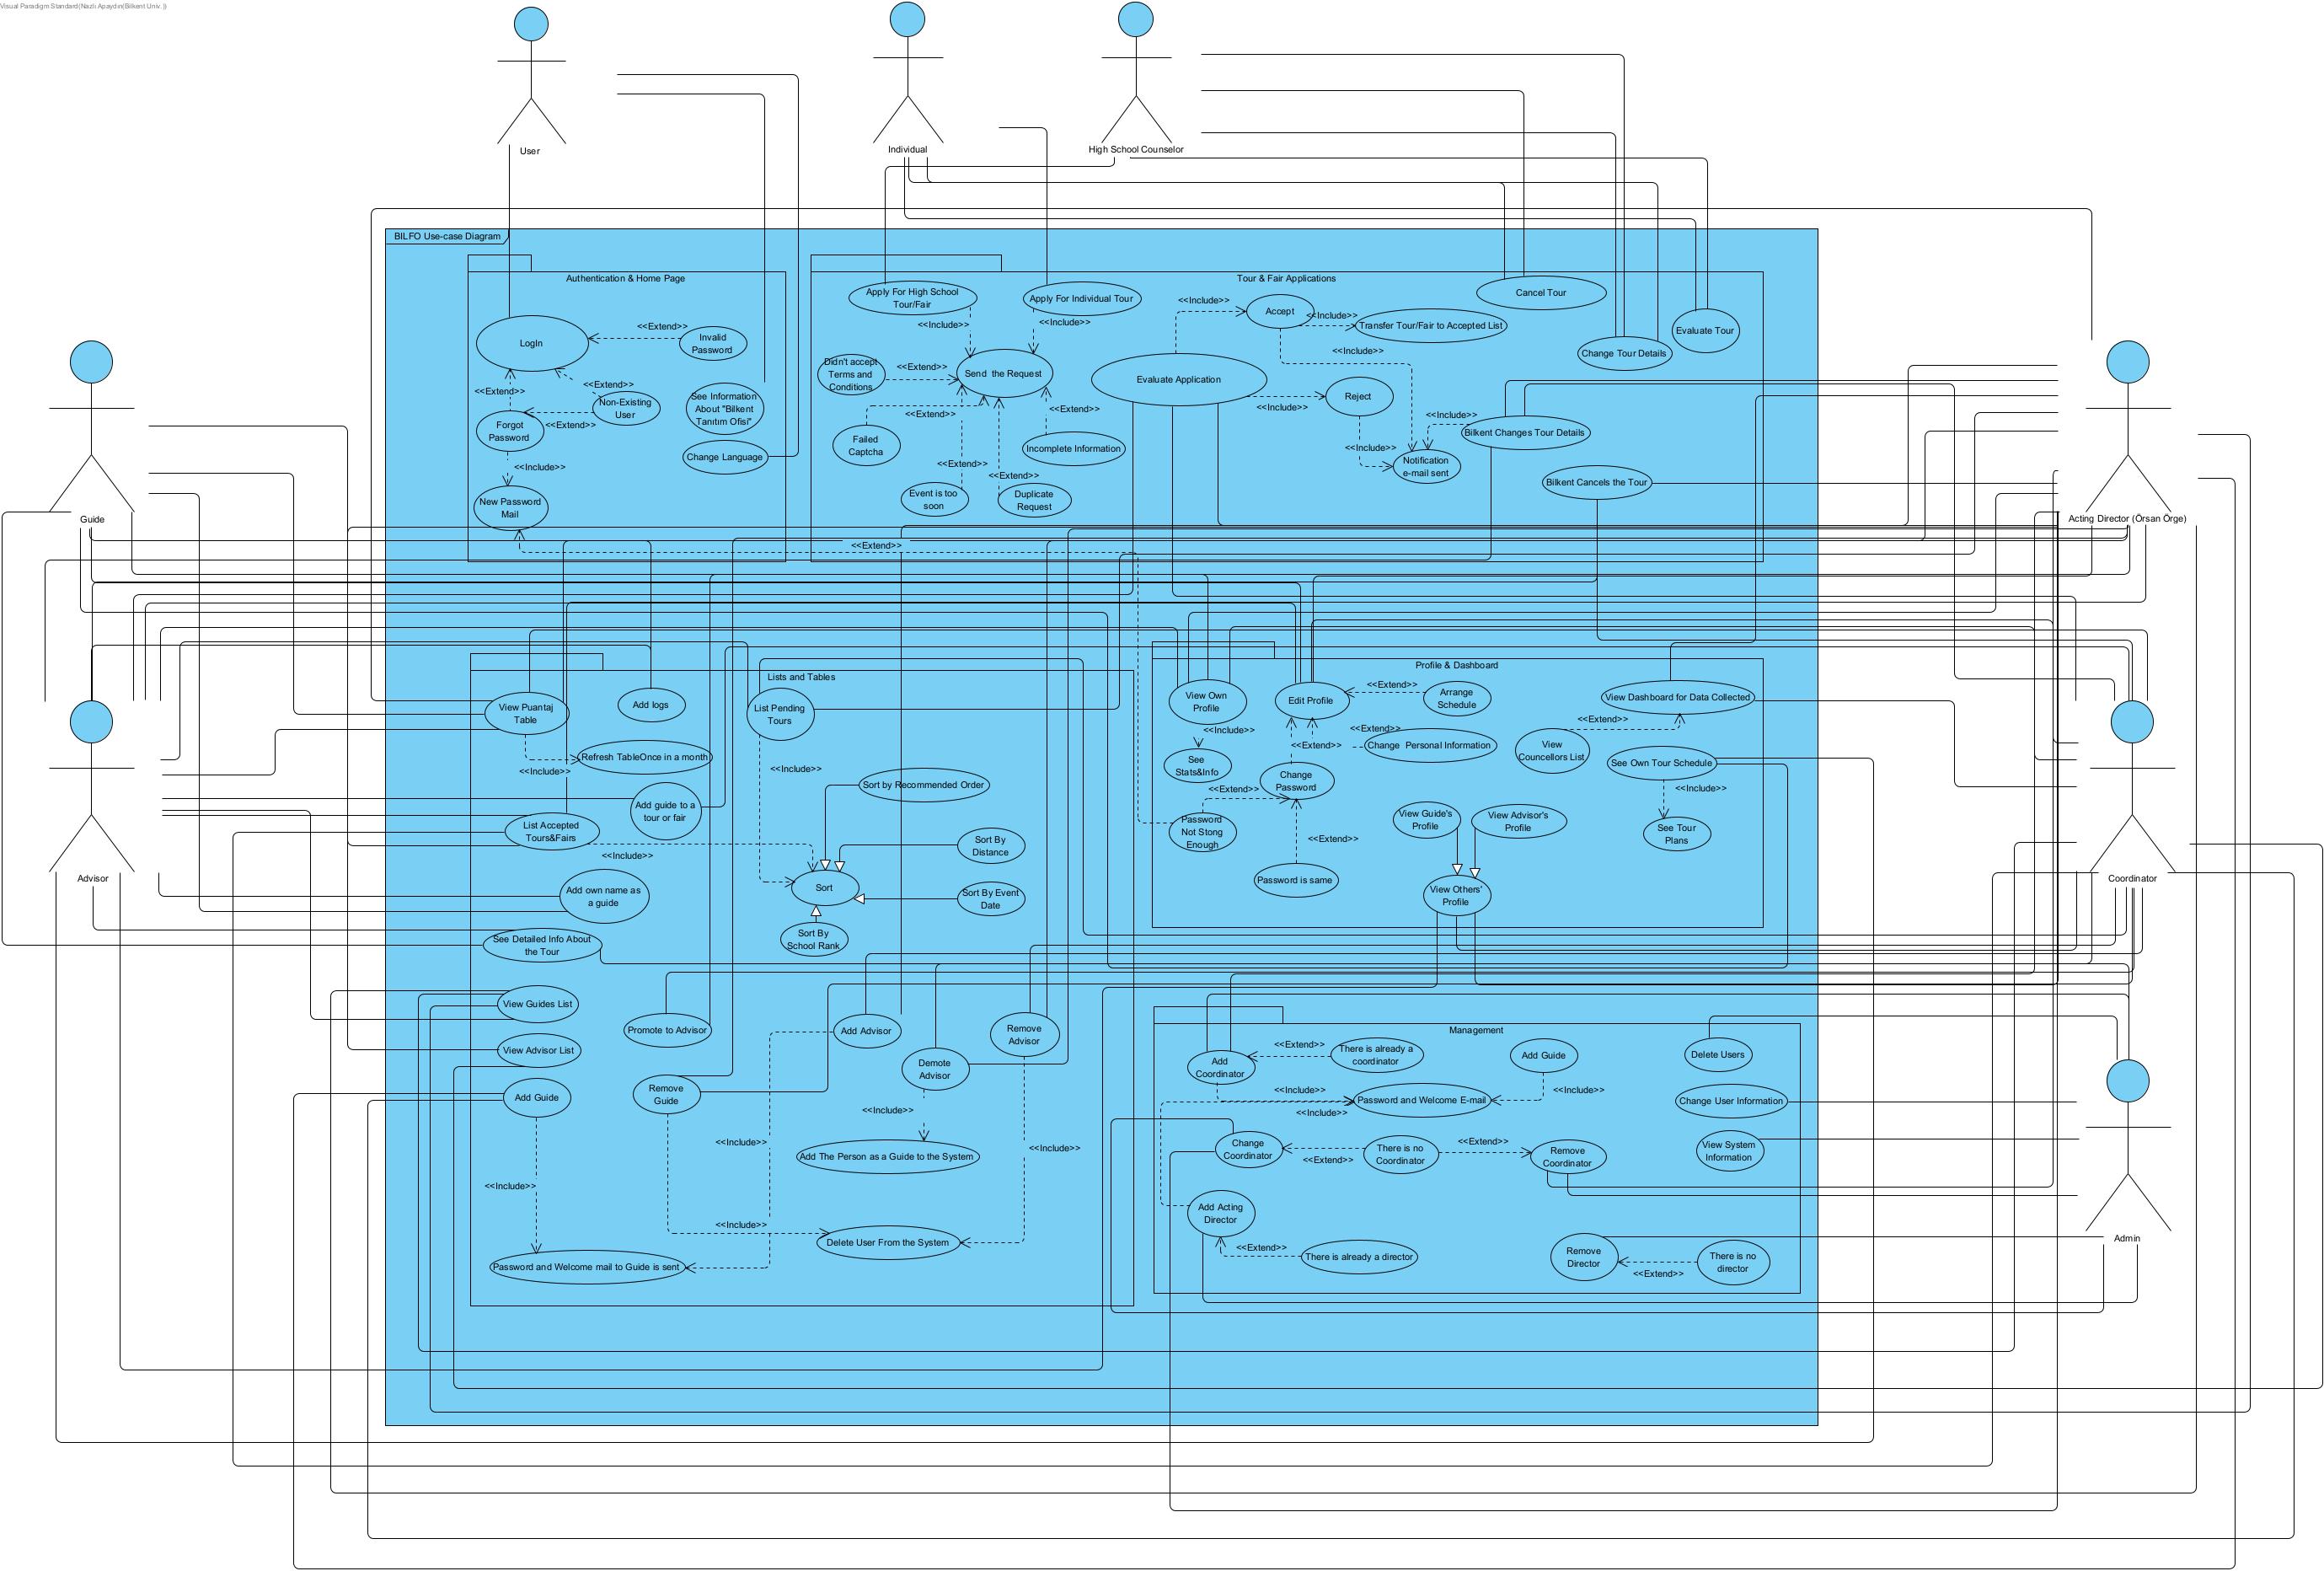 Visual Paradigm Standard(Nazlı Apaydın(Bilkent Univ.))
User
Individual
High School Counselor
BILFO Use-case Diagram
Authentication & Home Page
LogIn
<<Extend>>
Invalid
Password
<<Extend>>
<<Extend>>
Non-Existing
User
Forgot
Password
<<Extend>>
See Information
About "Bilkent
Tanıtım Ofisi"
Change Language
<<Include>>
New Password
Mail
Tour & Fair Applications
Apply For High School
Tour/Fair
Apply For Individual Tour
<<Include>>
<<Include>>
Didn't accept
Terms and
Conditions
<<Extend>>
Send  the Request
<<Extend>>
<<Extend>>
Failed
Captcha
Incomplete Information
<<Extend>>
<<Extend>>
Event is too
soon
Duplicate
Request
<<Include>>
Accept
<<Include>>
Transfer Tour/Fair to Accepted List
<<Include>>
Evaluate Application
<<Include>>
Reject
<<Include>>
<<Include>>
Notification
e-mail sent
Cancel Tour
Evaluate Tour
Change Tour Details
Bilkent Changes Tour Details
Bilkent Cancels the Tour
<<Extend>>
Guide
Advisor
Acting Director (Örsan Örge)
Coordinator
Admin
Lists and Tables
View Puantaj
Table
Add logs
List Pending
Tours
Refresh TableOnce in a month
<<Include>>
<<Include>>
Sort by Recommended Order
Add guide to a
tour or fair
List Accepted
Tours&Fairs
<<Include>>
Sort By
Distance
Sort
Sort By Event
Date
Add own name as
a guide
Sort By
School Rank
See Detailed Info About
the Tour
View Guides List
Promote to Advisor
Add Advisor
Remove
Advisor
View Advisor List
Demote
Advisor
Add Guide
Remove
Guide
<<Include>>
<<Include>>
<<Include>>
Add The Person as a Guide to the System
<<Include>>
<<Include>>
Delete User From the System
Password and Welcome mail to Guide is sent
Profile & Dashboard
View Own
Profile
Edit Profile
<<Extend>>
Arrange
Schedule
View Dashboard for Data Collected
<<Include>>
<<Extend>>
<<Extend>>
Change  Personal Information
<<Extend>>
View
Councellors List
See
Stats&Info
Change
Password
See Own Tour Schedule
<<Extend>>
<<Include>>
Password
Not Stong
Enough
<<Extend>>
View Guide's
Profile
View Advisor's
Profile
See Tour
Plans
Password is same
View Others'
Profile
Management
Add
Coordinator
<<Extend>>
There is already a
coordinator
Add Guide
Delete Users
<<Include>>
<<Include>>
Password and Welcome E-mail
<<Include>>
Change User Information
Change
Coordinator
<<Extend>>
There is no
Coordinator
<<Extend>>
Remove
Coordinator
View System
Information
Add Acting
Director
<<Extend>>
There is already a director
Remove
Director
<<Extend>>
There is no
director